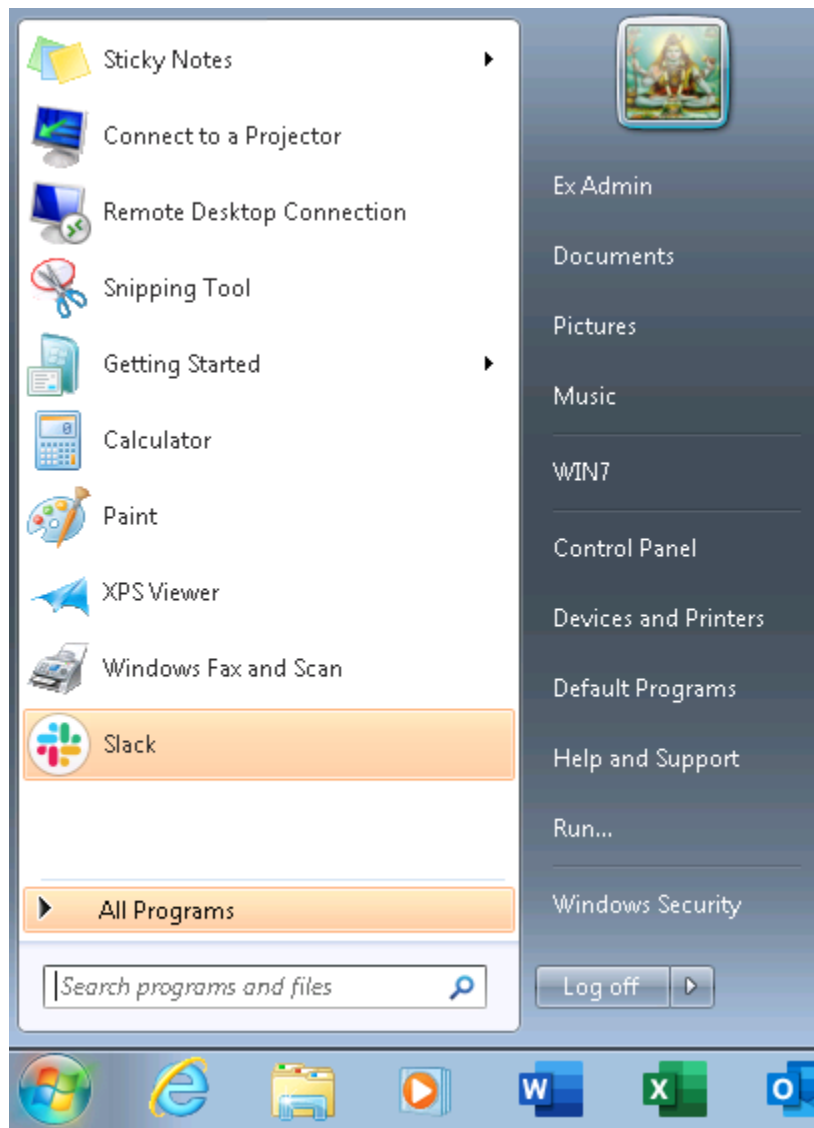 Sticky Notes
Connect to a Projector
Remote Desktop Connection
Snipping Tool
Getting Started
Calculator
Paint
XPS Viewer
Windows Fax and Scan
Slack
All Programs
Search programs and files
Ex Admin
Documents
Pictures
Music
WIN7
Control Panel
Devices and Printers
Default Programs
Help and Support
Run...
Windows Security
Log off
W
X
O